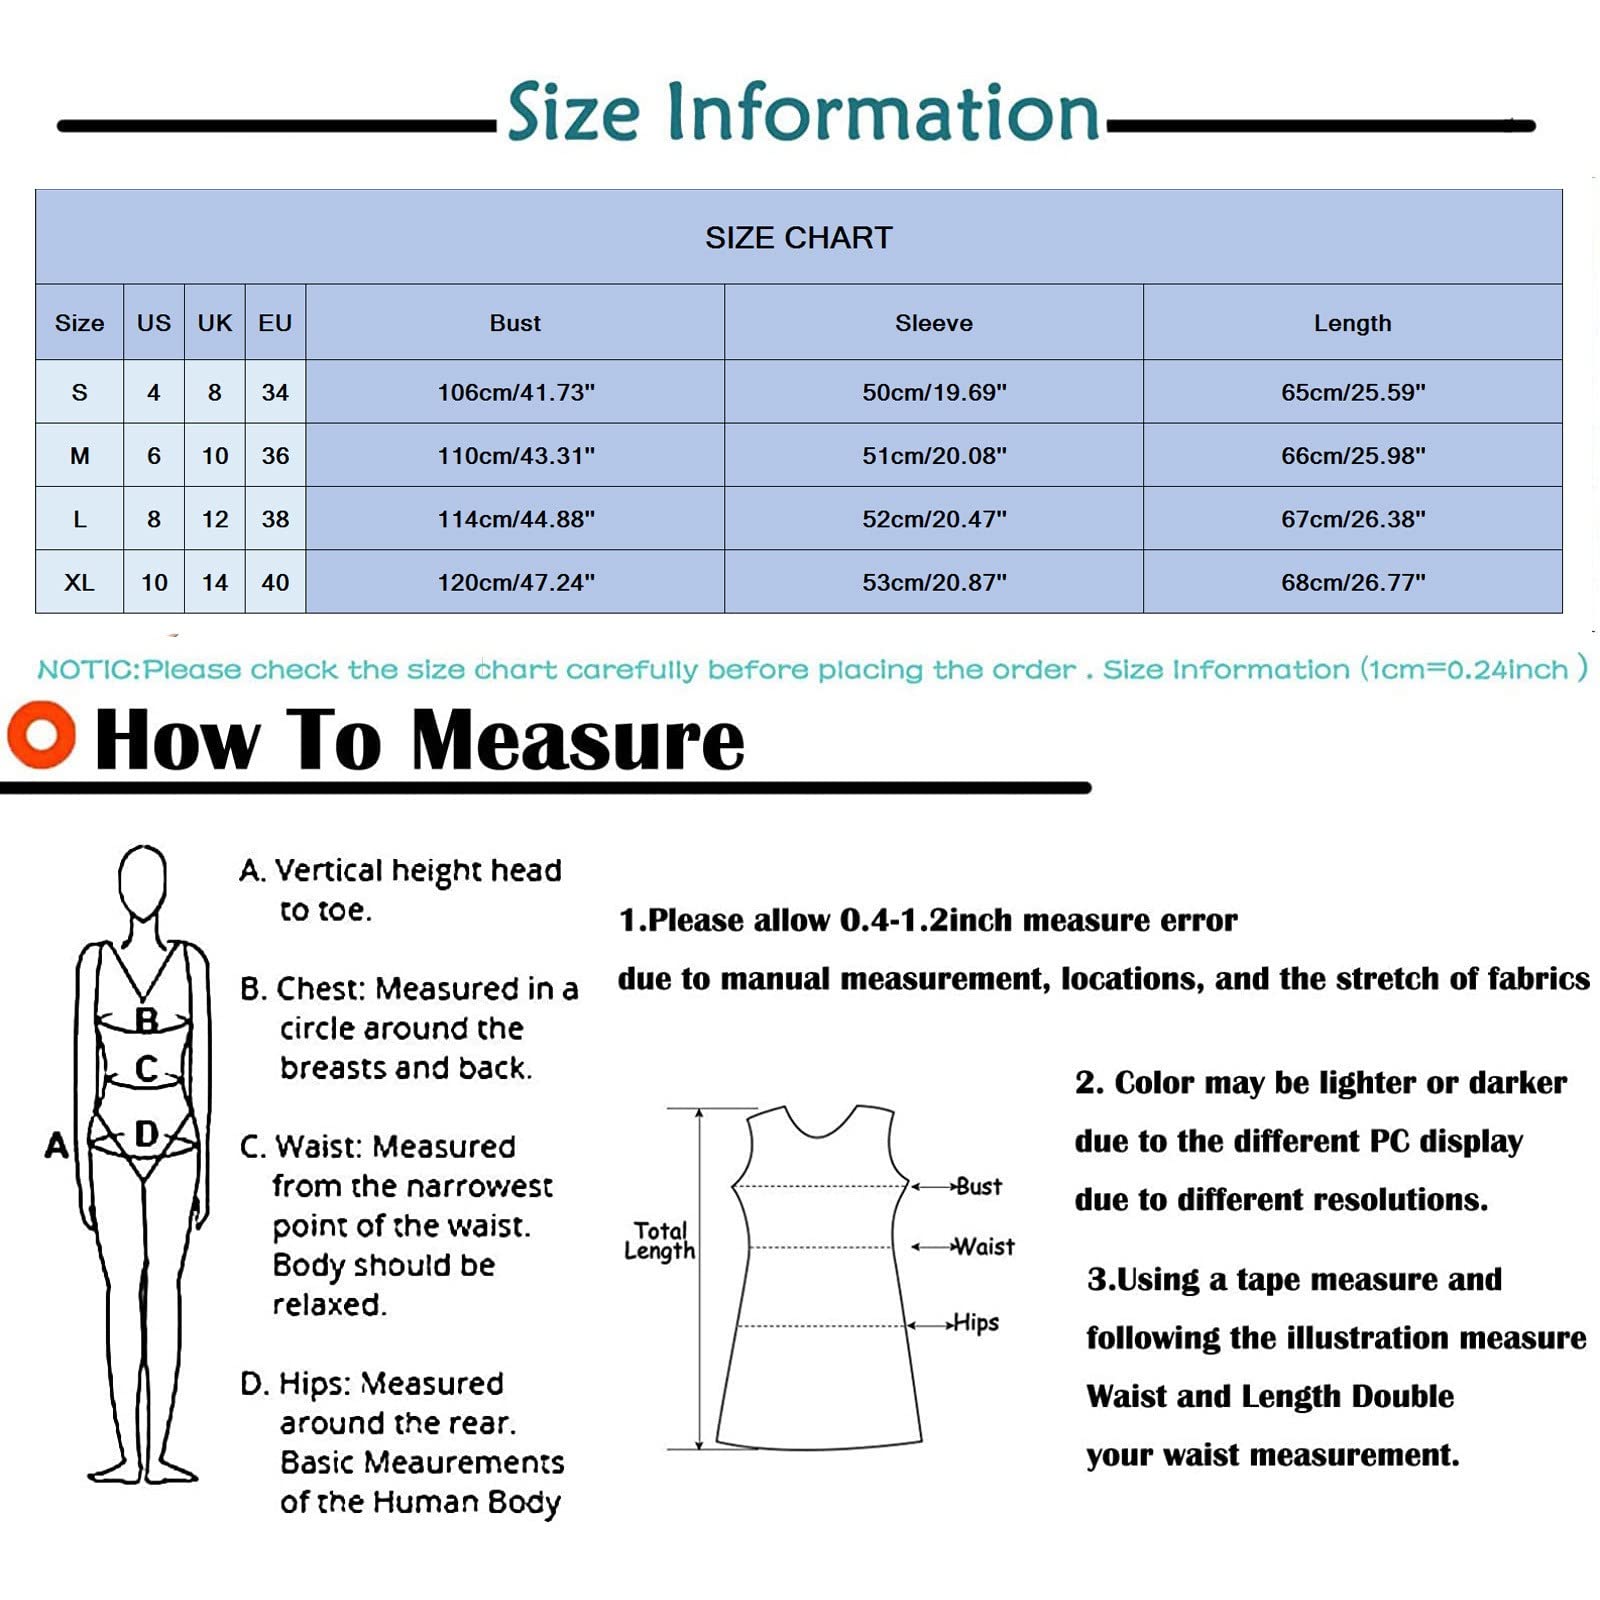 Size Information
SIZE CHART
Size US UK EU Bust Sleeve Length
S 4 8 34 106cm/41.73" 50cm/19.69" 65cm/25.59"
M 6 10 36 110cm/43.31" 51cm/20.08" 66cm/25.98"
L 8 12 38 114cm/44.88" 52cm/20.47" 67cm/26.38"
XL 10 14 40 120cm/47.24" 53cm/20.87" 68cm/26.77"
NOTIC:Please check the size chart carefully before placing the order . Size Information (1cm=0.24inch )
How To Measure
A
B
C
D
A. Vertical height head
to toe.
B. Chest: Measured in a
circle around the
breasts and back.
C. Waist: Measured
from the narrowest
point of the waist.
Body should be
relaxed.
D. Hips: Measured
around the rear.
Basic Meaurements
of the Human Body
1.Please allow 0.4-1.2inch measure error
due to manual measurement, locations, and the stretch of fabrics
Total
Length
Bust
Waist
Hips
2. Color may be lighter or darker
due to the different PC display
due to different resolutions.
3.Using a tape measure and
following the illustration measure
Waist and Length Double
your waist measurement.